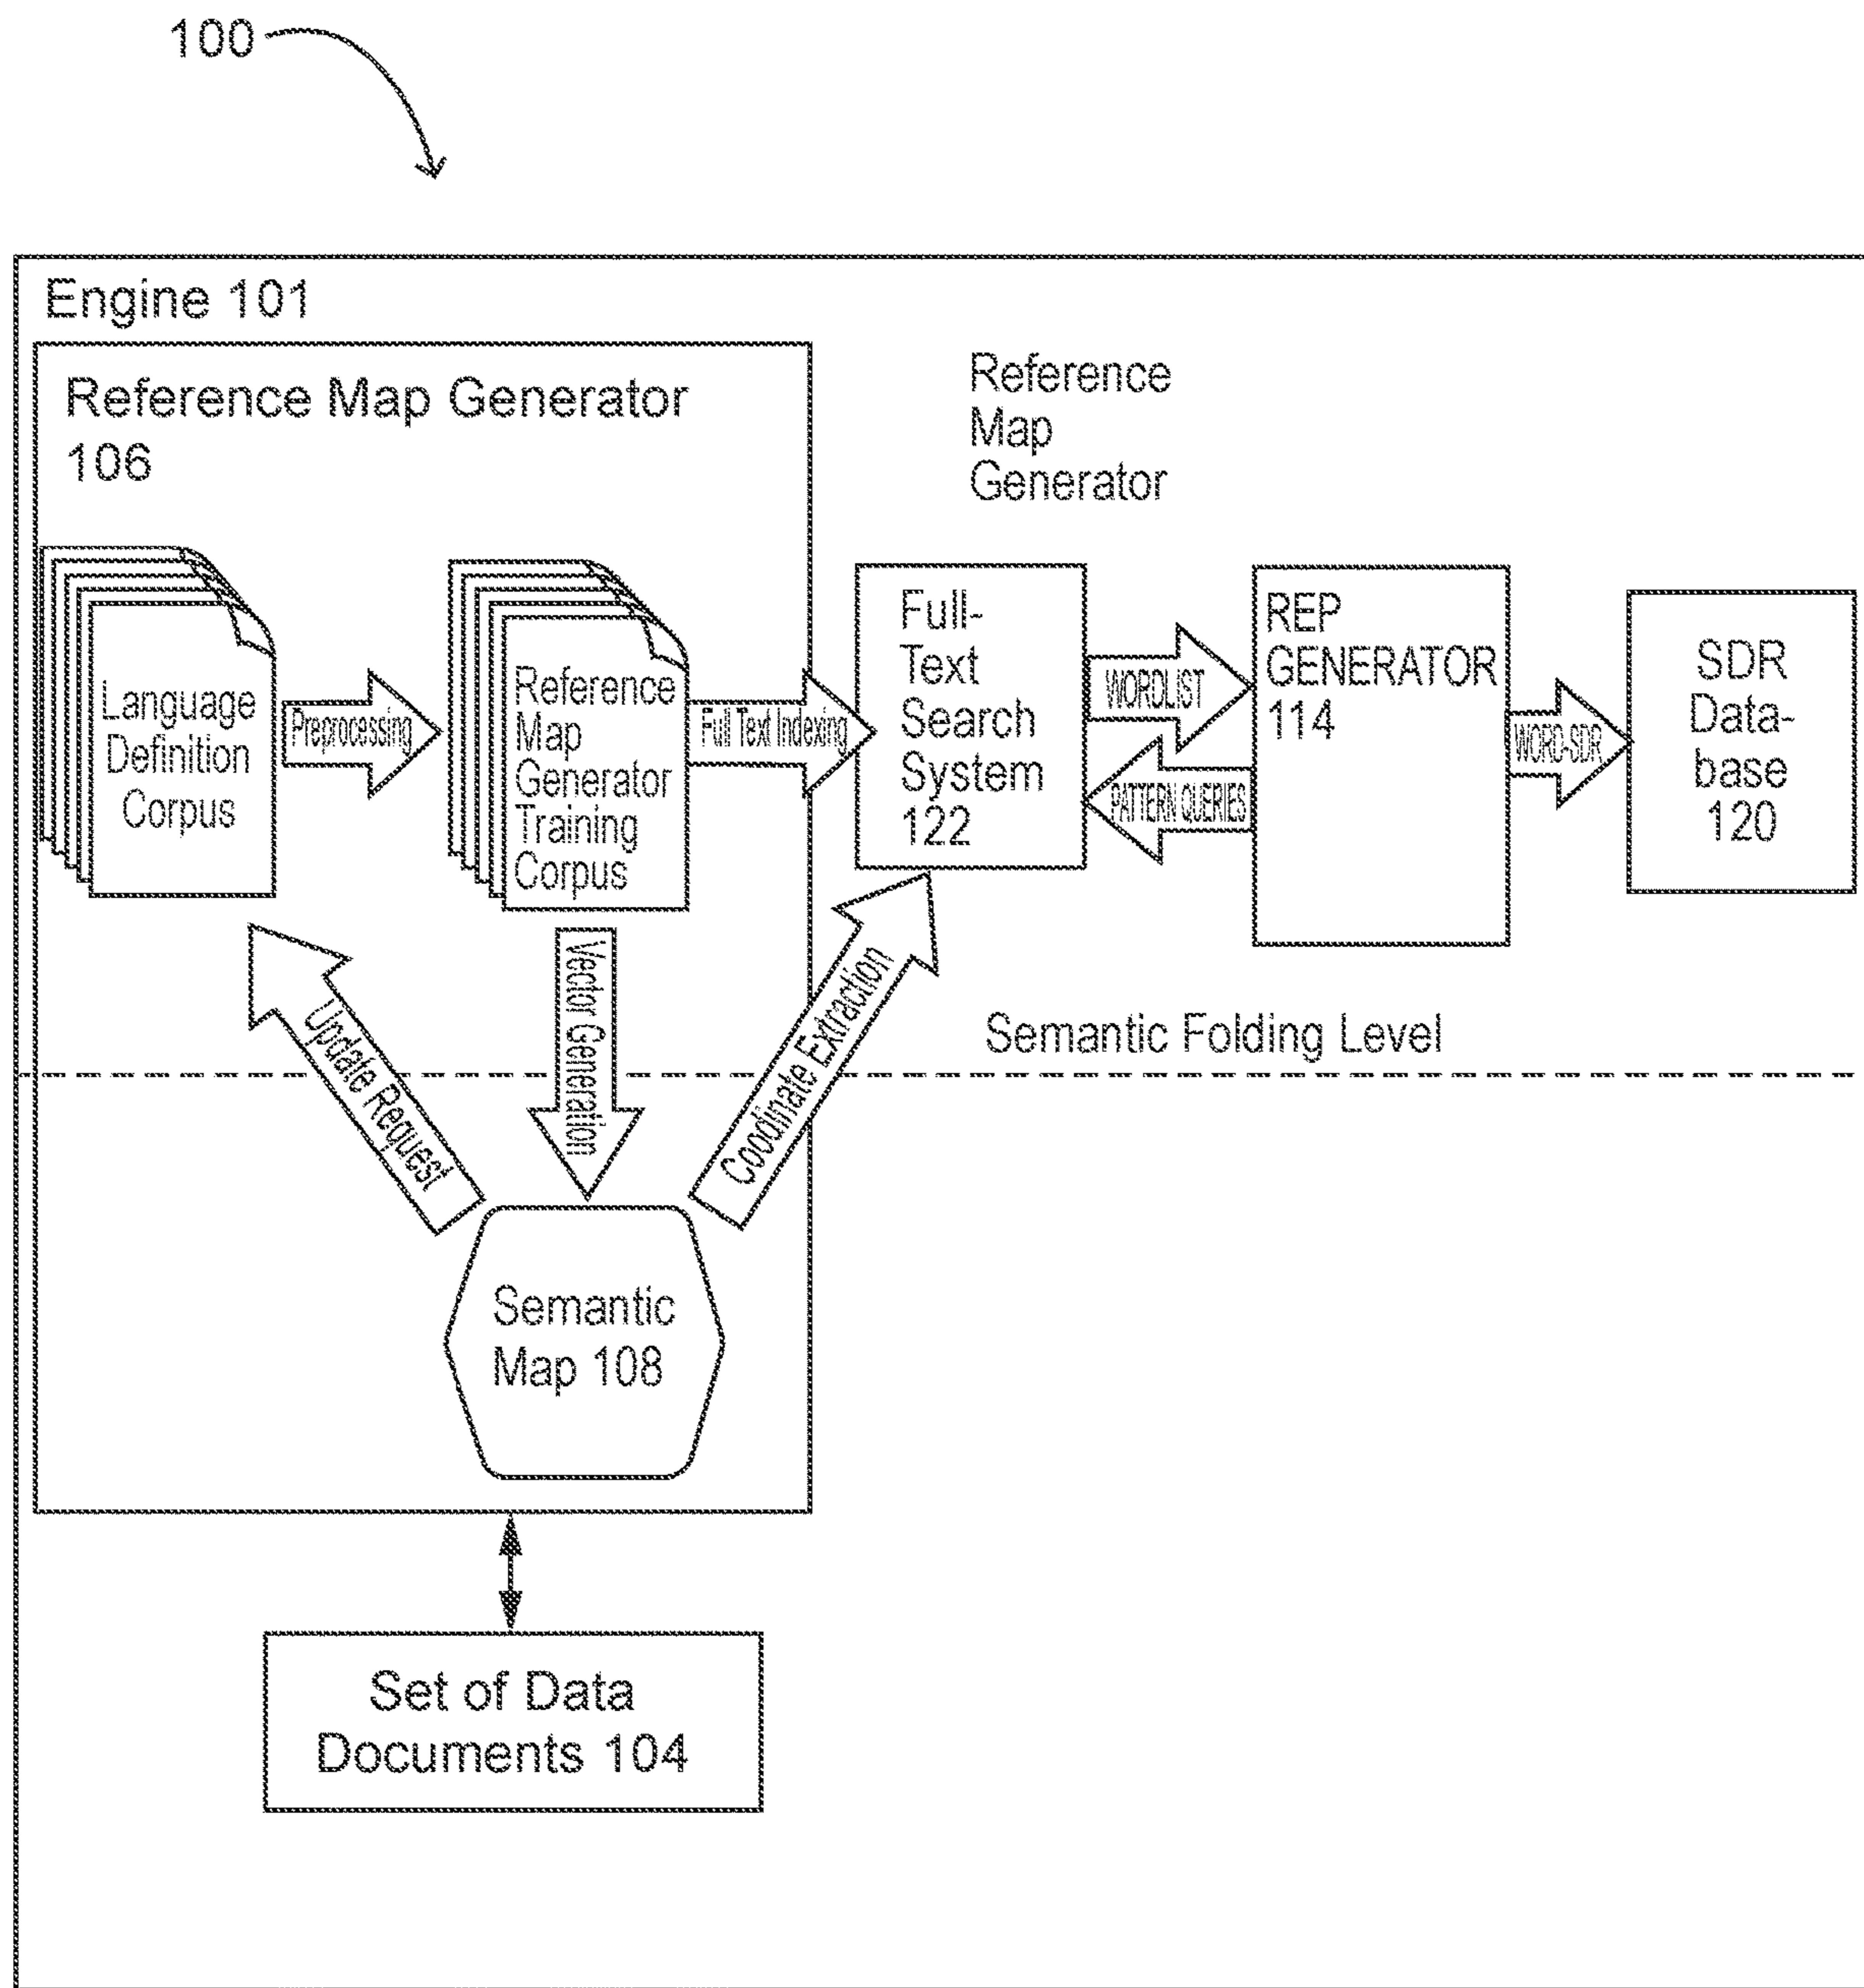 100
Engine 101
Reference Map Generator
106
Reference
Map
Generator
Language
Definition
Corpus
Preprocessing
Reference
Map
Generator
Training
Corpus
Full Text Indexing
Full-
Text
Search
System
122
WORDLIST
PATTERN QUERIES
REP
GENERATOR
114
WORD-SDR
SDR
Data-
base
120
Update Request
Vector Generation
Coodinate Extraction
Semantic Folding Level
Semantic
Map 108
Set of Data
Documents 104